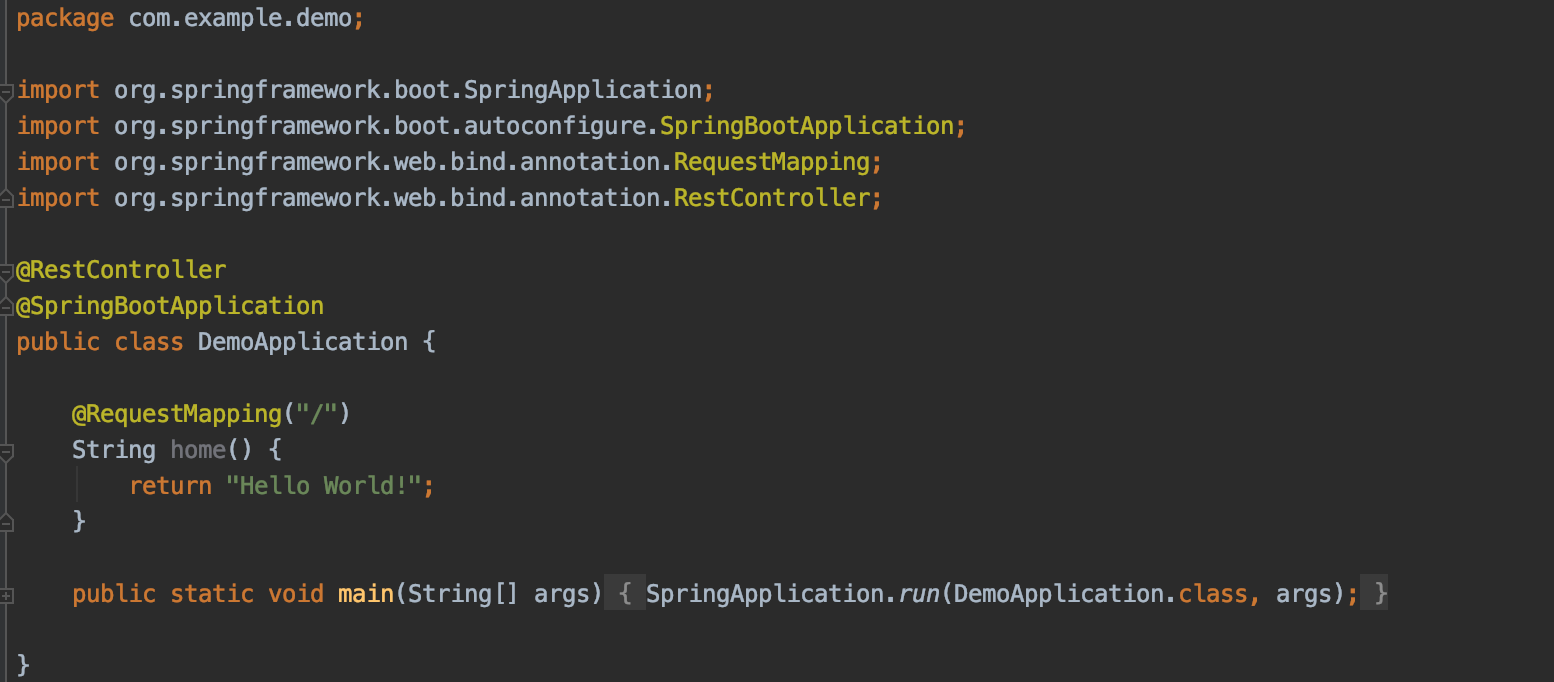 package com.example.demo;
import org.springframework.boot.SpringApplication;
import org.springframework.boot.autoconfigure.SpringBootApplication;
import org.springframework.web.bind.annotation.RequestMapping;
import org.springframework.web.bind.annotation.RestController;
@RestController
@SpringBootApplication
public class DemoApplication {
@RequestMapping("/")
String home() {
return "Hello World!";
}
public static void main(String[] args) { SpringApplication.run(DemoApplication.class, args); }
}